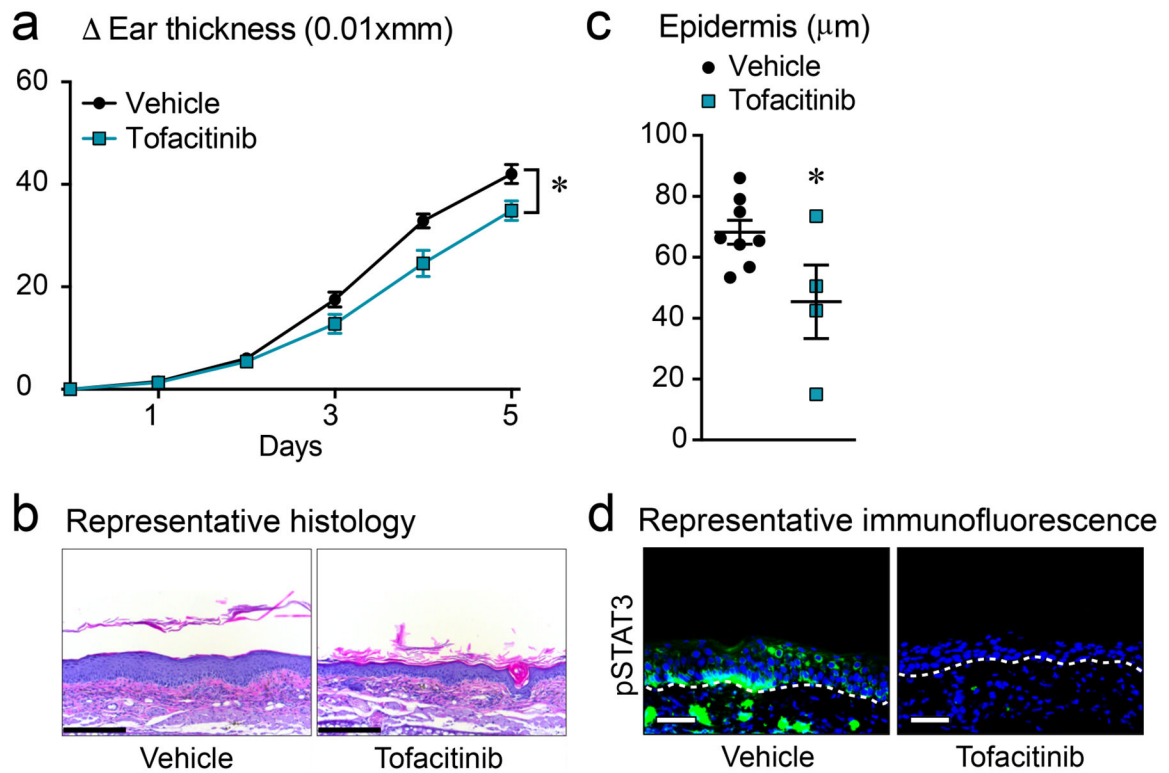 a Δ Ear thickness (0.01xmm)
60
40
20
0
Vehicle
Tofacitinib
*
1 3 5
Days
c Epidermis (μm)
Vehicle
Tofacitinib
100
80
60
40
20
0
*
b Representative histology
Vehicle Tofacitinib
d Representative immunofluorescence
pSTAT3
Vehicle Tofacitinib